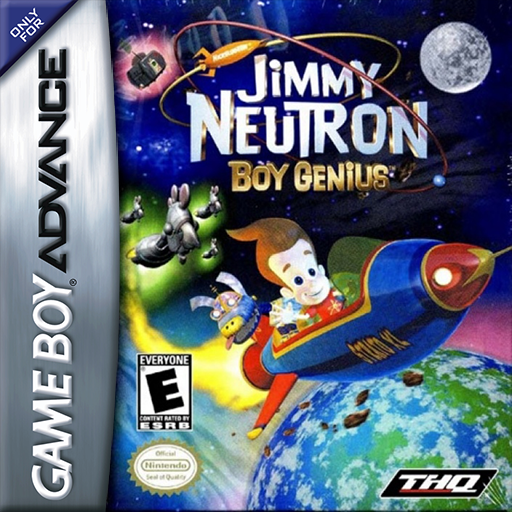 ONLY
FOR
GAME BOY ADVANCE
NICKELODEON
JIMMY
NEUTRON
BOY GENIUS
EVERYONE
E
CONTENT RATED BY
ESRB
Official
Nintendo
Seal of Quality
THQ